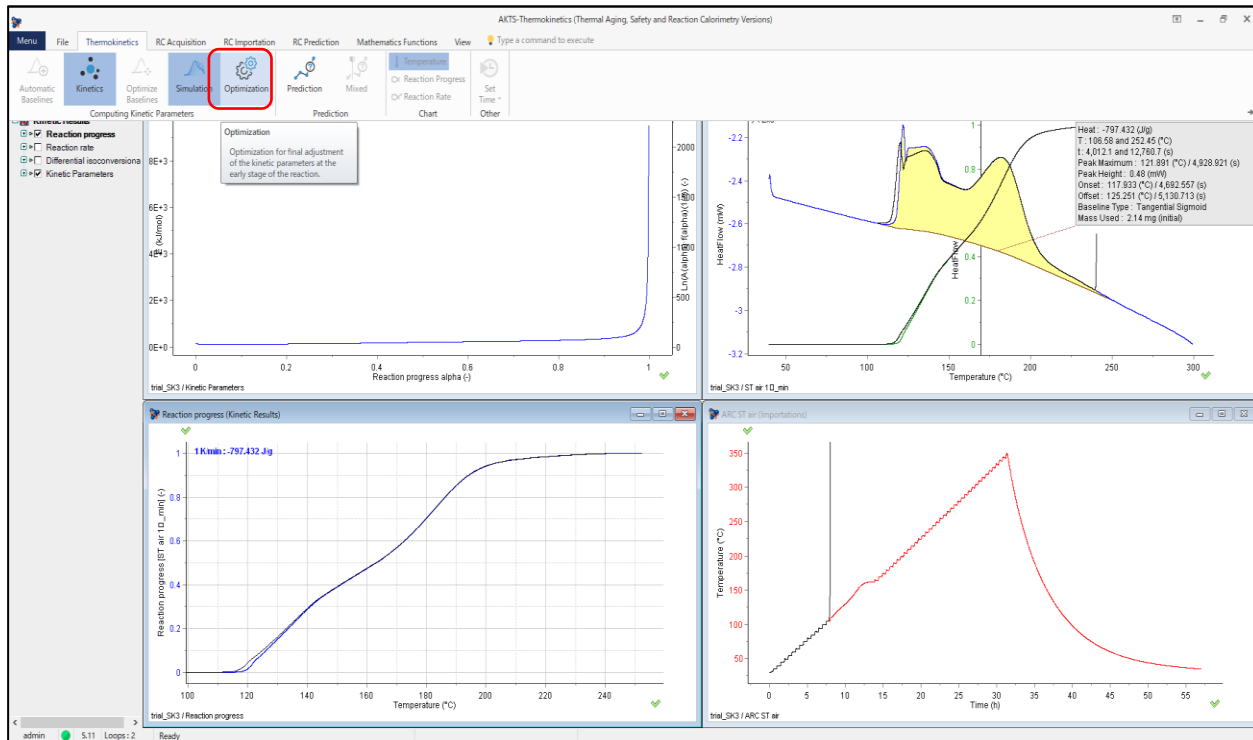 AKTS-Thermokinetics (Thermal Aging, Safety and Reaction Calorimetry Versions)
Menu File Thermokinetics RC Acquisition RC Importation RC Prediction Mathematics Functions View Type a command to execute
Automatic Baselines
Kinetics
Optimize Baselines
Simulation
Optimization
Prediction
Mixed
Temperature
Reaction Progress
Reaction Rate
Set Time
Computing Kinetic Parameters Prediction Chart Other
Kinetic Results
Reaction progress
Reaction rate
Differential isoconversiona
Kinetic Parameters
Optimization
Optimization for final adjustment
of the kinetic parameters at the
early stage of the reaction.
8E+3
6E+3
4E+3
2E+3
0E+0
E (kJ/mol)
0 0.2 0.4 0.6 0.8 1
Reaction progress alpha (-)
2000
1500
1000
500
0
trial_SK3 / Kinetic Parameters
-2.2
-2.4
-2.6
-2.8
-3
-3.2
HeatFlow (mW)
1
0.8
0.6
0.4
0.2
0
HeatFlow
50 100 150 200 250 300
Temperature (°C)
Heat : -797.432 (J/g)
T : 106.58 and 252.45 (°C)
t : 4,012.1 and 12,760.7 (s)
Peak Maximum : 121.891 (°C) / 4,928.921 (s)
Peak Height : 0.48 (mW)
Onset : 117.933 (°C) / 4,692.557 (s)
Offset : 125.251 (°C) / 5,130.713 (s)
Baseline Type : Tangential Sigmoid
Mass Used : 2.14 mg (initial)
trial_SK3 / ST air 1▯_min
Reaction progress (Kinetic Results)
1 K/min : -797.432 J/g
Reaction progress [ST air 1▯_min] (-)
1
0.8
0.6
0.4
0.2
0
100 120 140 160 180 200 220 240
Temperature (°C)
trial_SK3 / Reaction progress
ARC ST air (Importations)
Temperature (°C)
350
300
250
200
150
100
50
0 5 10 15 20 25 30 35 40 45 50 55
Time (h)
trial_SK3 / ARC ST air
admin 5.11 Loops : 2 Ready